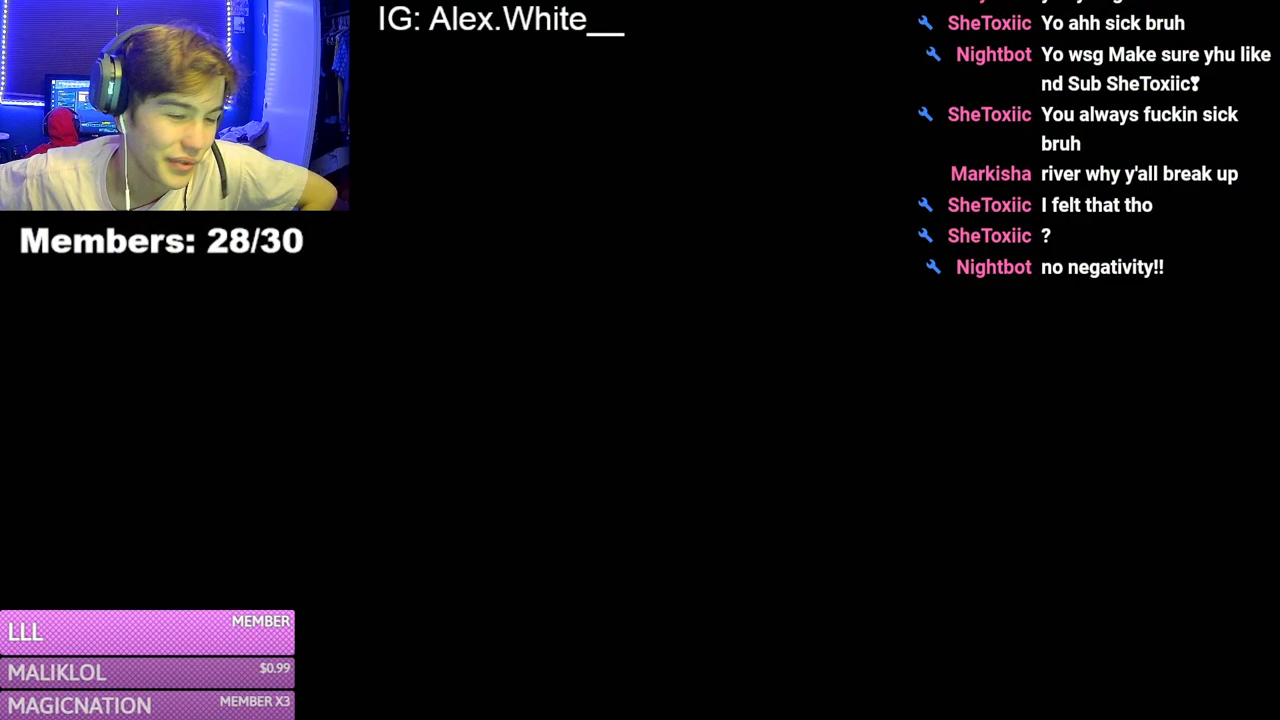 IG: Alex.White__
SheToxiic Yo ahh sick bruh
Nightbot Yo wsg Make sure yhu like
nd Sub SheToxiic❣
SheToxiic You always fuckin sick
bruh
Markisha river why y'all break up
SheToxiic I felt that tho
SheToxiic ?
Nightbot no negativity!!
Members: 28/30
LLL MEMBER
MALIKLOL $0.99
MAGICNATION MEMBER X3